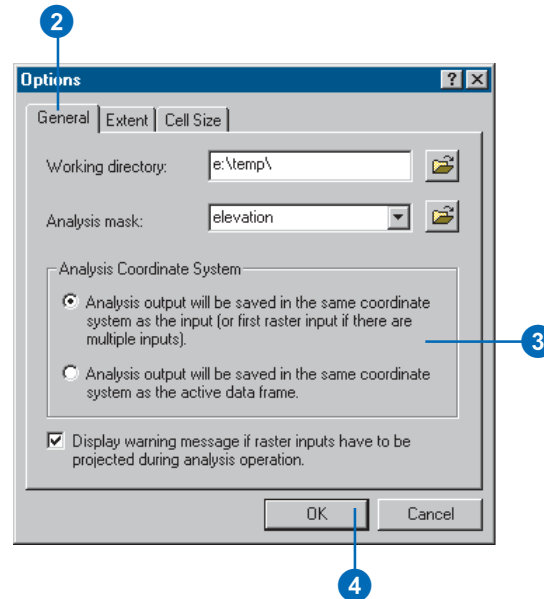 2
Options
General Extent Cell Size
Working directory: e:\temp\
Analysis mask: elevation
Analysis Coordinate System
Analysis output will be saved in the same coordinate
system as the input (or first raster input if there are
multiple inputs).
3
Analysis output will be saved in the same coordinate
system as the active data frame.
Display warning message if raster inputs have to be
projected during analysis operation.
OK Cancel
4